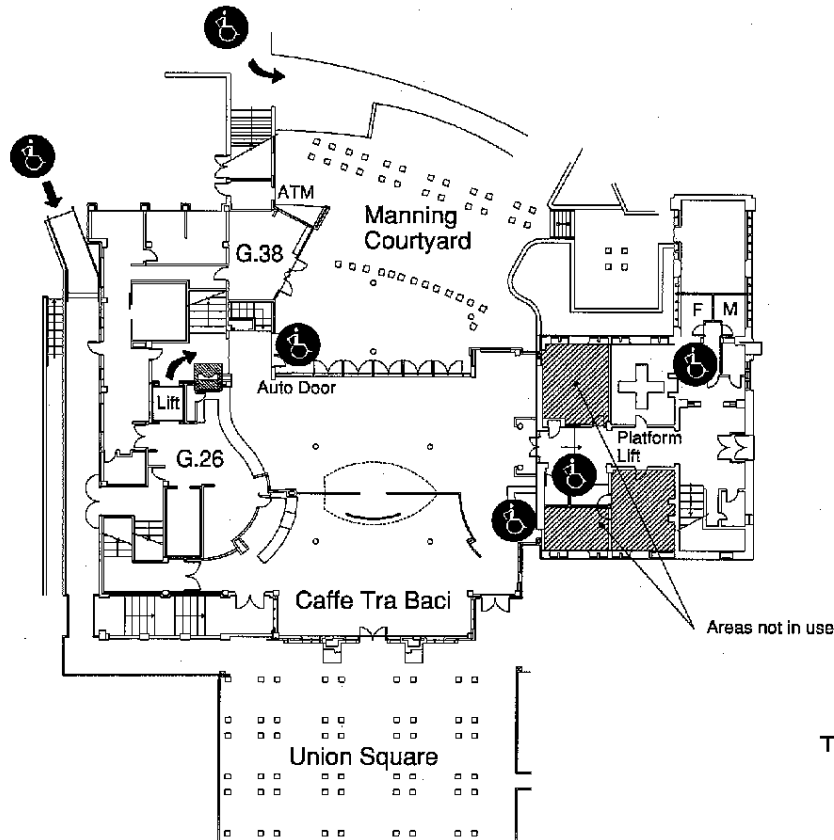 ATM
Manning
Courtyard
G.38
F M
Auto Door
Lift
Platform
Lift
G.26
Caffe Tra Baci
Areas not in use
Union Square
T